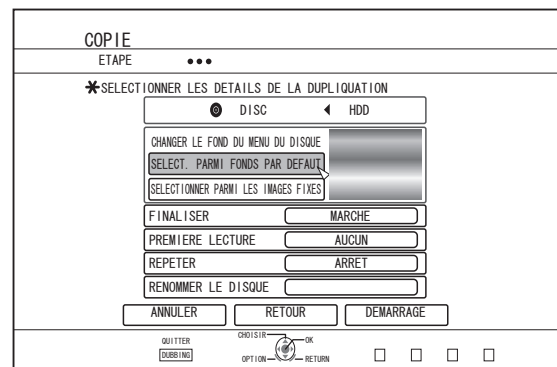 COPIE
ETAPE •••
*SELECTIONNER LES DETAILS DE LA DUPLIQUATION
DISC ◀ HDD
CHANGER LE FOND DU MENU DU DISQUE
SELECT. PARMI FONDS PAR DEFAUT
SELECTIONNER PARMI LES IMAGES FIXES
FINALISER MARCHE
PREMIERE LECTURE AUCUN
REPETER ARRET
RENOMMER LE DISQUE
ANNULER RETOUR DEMARRAGE
QUITTER CHOISIR OK
DUBBING OPTION RETURN